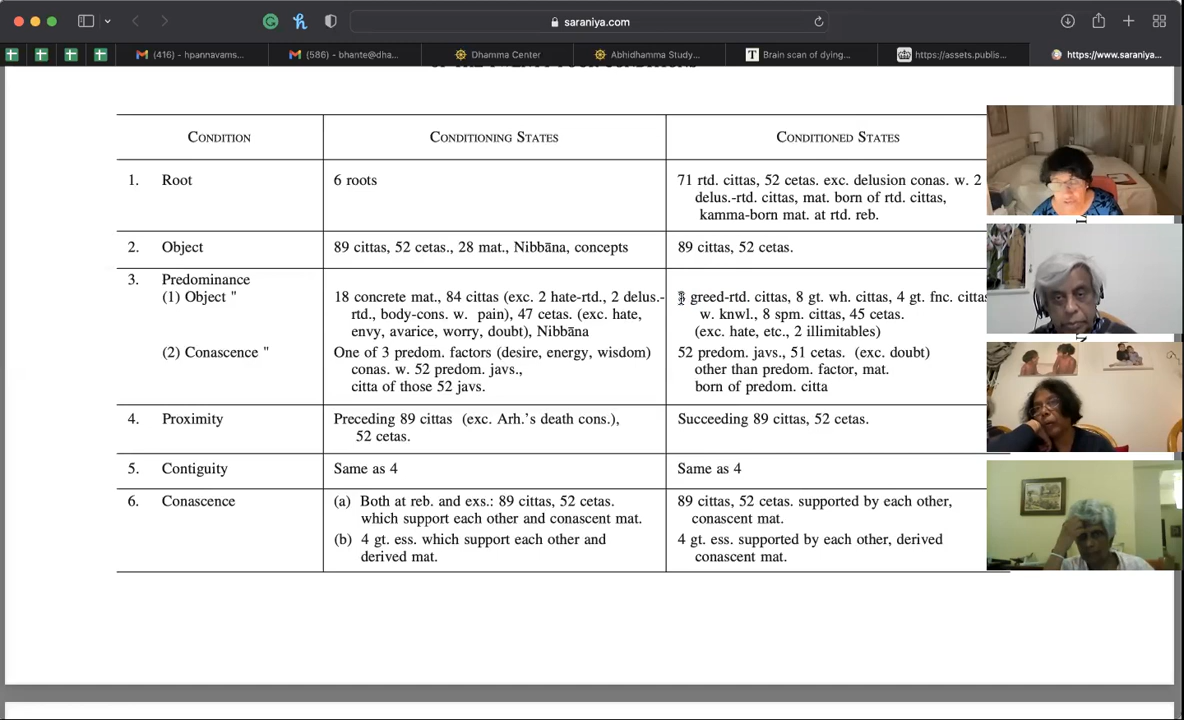 saraniya.com
(416) - hpannavams...
(586) - bhante@dha...
Dhamma Center
Abhidhamma Study...
Brain scan of dying...
https://assets.publis...
https://www.saraniya...
CONDITION
CONDITIONING STATES
CONDITIONED STATES
1. Root
6 roots
71 rtd. cittas, 52 cetas. exc. delusion conas. w. 2
delus.-rtd. cittas, mat. born of rtd. cittas,
kamma-born mat. at rtd. reb.
2. Object
89 cittas, 52 cetas., 28 mat., Nibbāna, concepts
89 cittas, 52 cetas.
3. Predominance
(1) Object "
18 concrete mat., 84 cittas (exc. 2 hate-rtd., 2 delus.-
rtd., body-cons. w. pain), 47 cetas. (exc. hate,
envy, avarice, worry, doubt), Nibbāna
greed-rtd. cittas, 8 gt. wh. cittas, 4 gt. fnc. cittas
w. knwl., 8 spm. cittas, 45 cetas.
(exc. hate, etc., 2 illimitables)
(2) Conascence "
One of 3 predom. factors (desire, energy, wisdom)
conas. w. 52 predom. javs.,
citta of those 52 javs.
52 predom. javs., 51 cetas. (exc. doubt)
other than predom. factor, mat.
born of predom. citta
4. Proximity
Preceding 89 cittas (exc. Arh.'s death cons.),
52 cetas.
Succeeding 89 cittas, 52 cetas.
5. Contiguity
Same as 4
Same as 4
6. Conascence
(a) Both at reb. and exs.: 89 cittas, 52 cetas.
which support each other and conascent mat.
(b) 4 gt. ess. which support each other and
derived mat.
89 cittas, 52 cetas. supported by each other,
conascent mat.
4 gt. ess. supported by each other, derived
conascent mat.